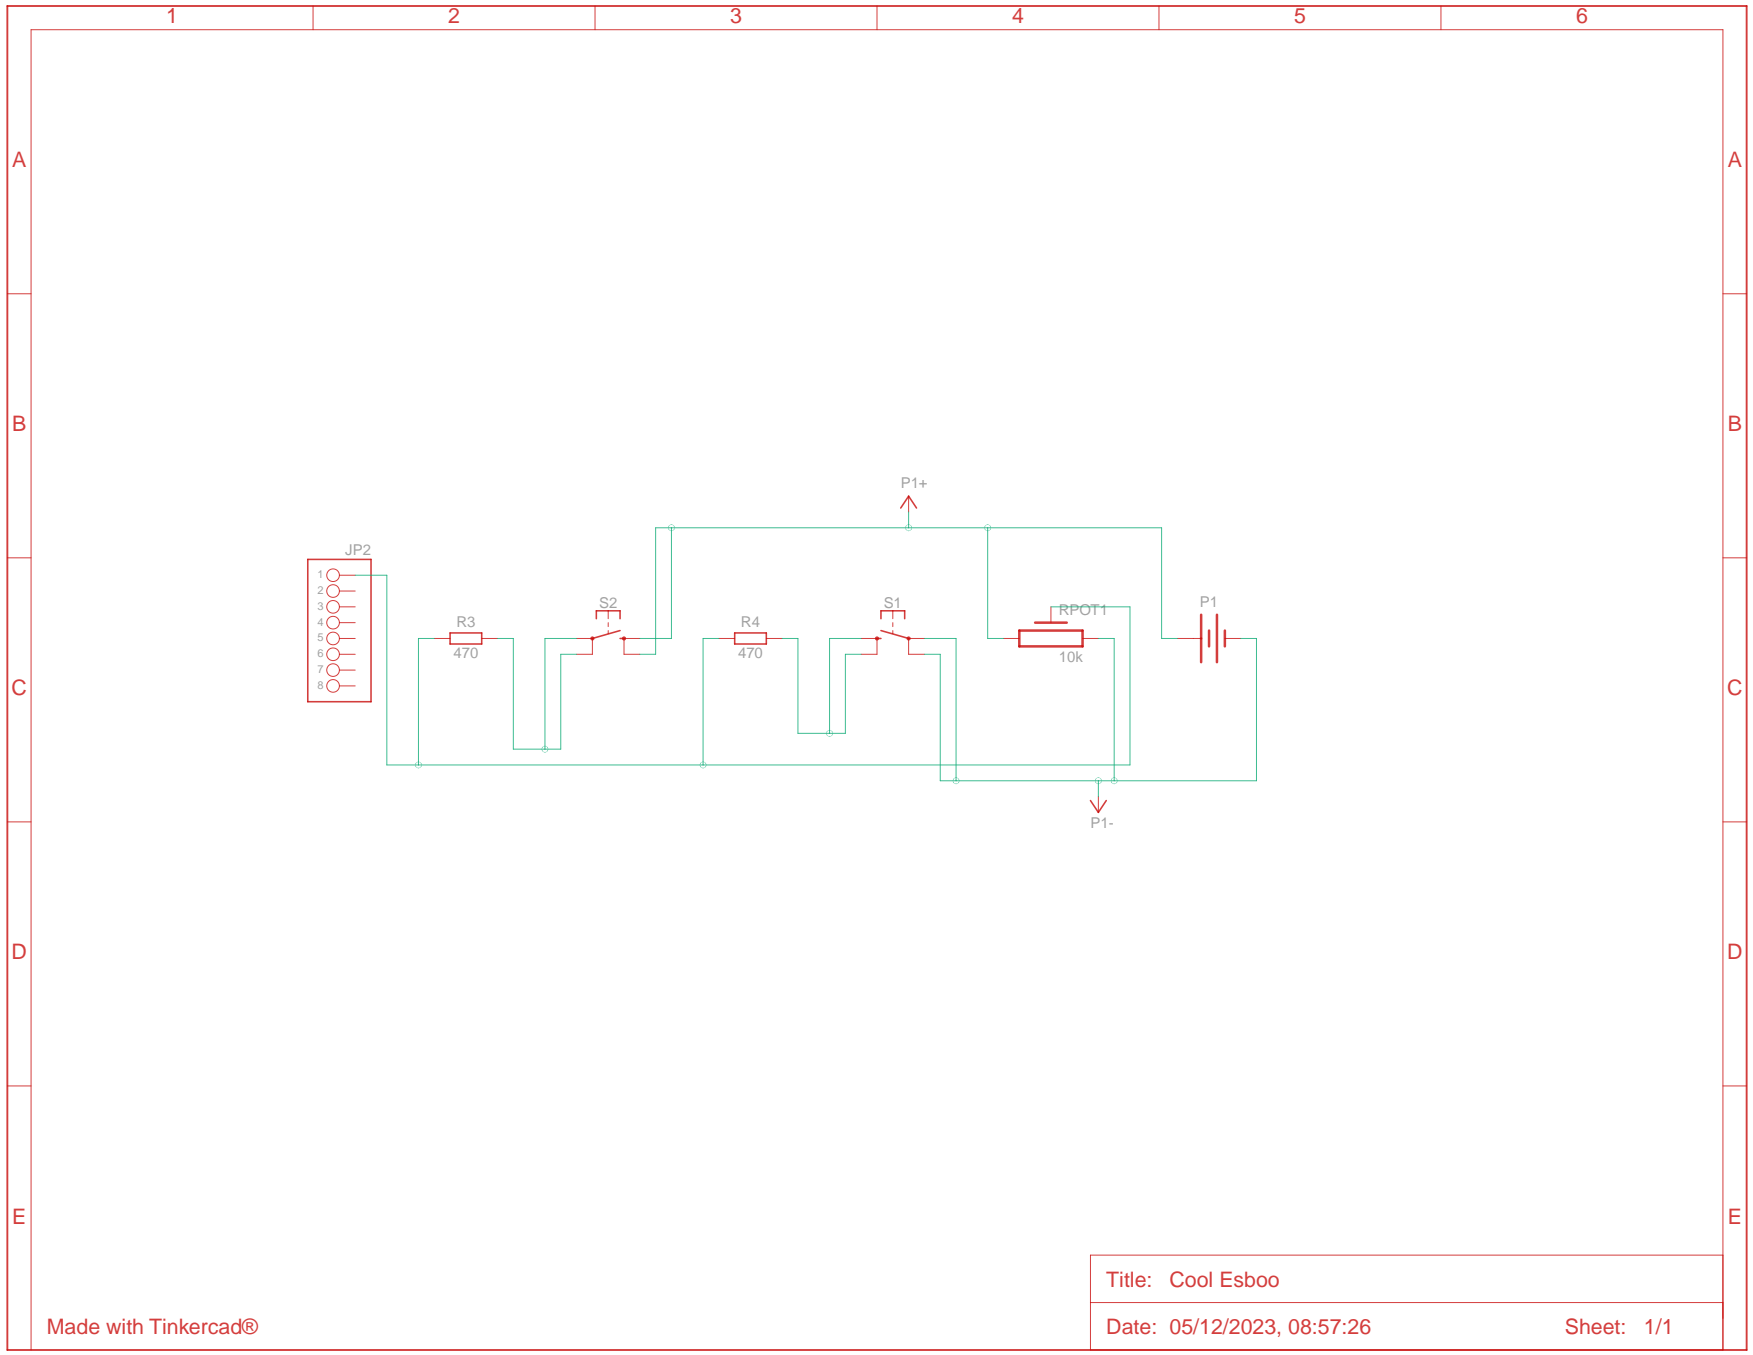 1 2 3 4 5 6
A A
B B
P1+
JP2
1
2
3
4
5
6
7
8
R3
470
S2
R4
470
S1
RPOT1
10k
P1
C C
P1-
D D
E E
Title: Cool Esboo
Date: 05/12/2023, 08:57:26 Sheet: 1/1
Made with Tinkercad®